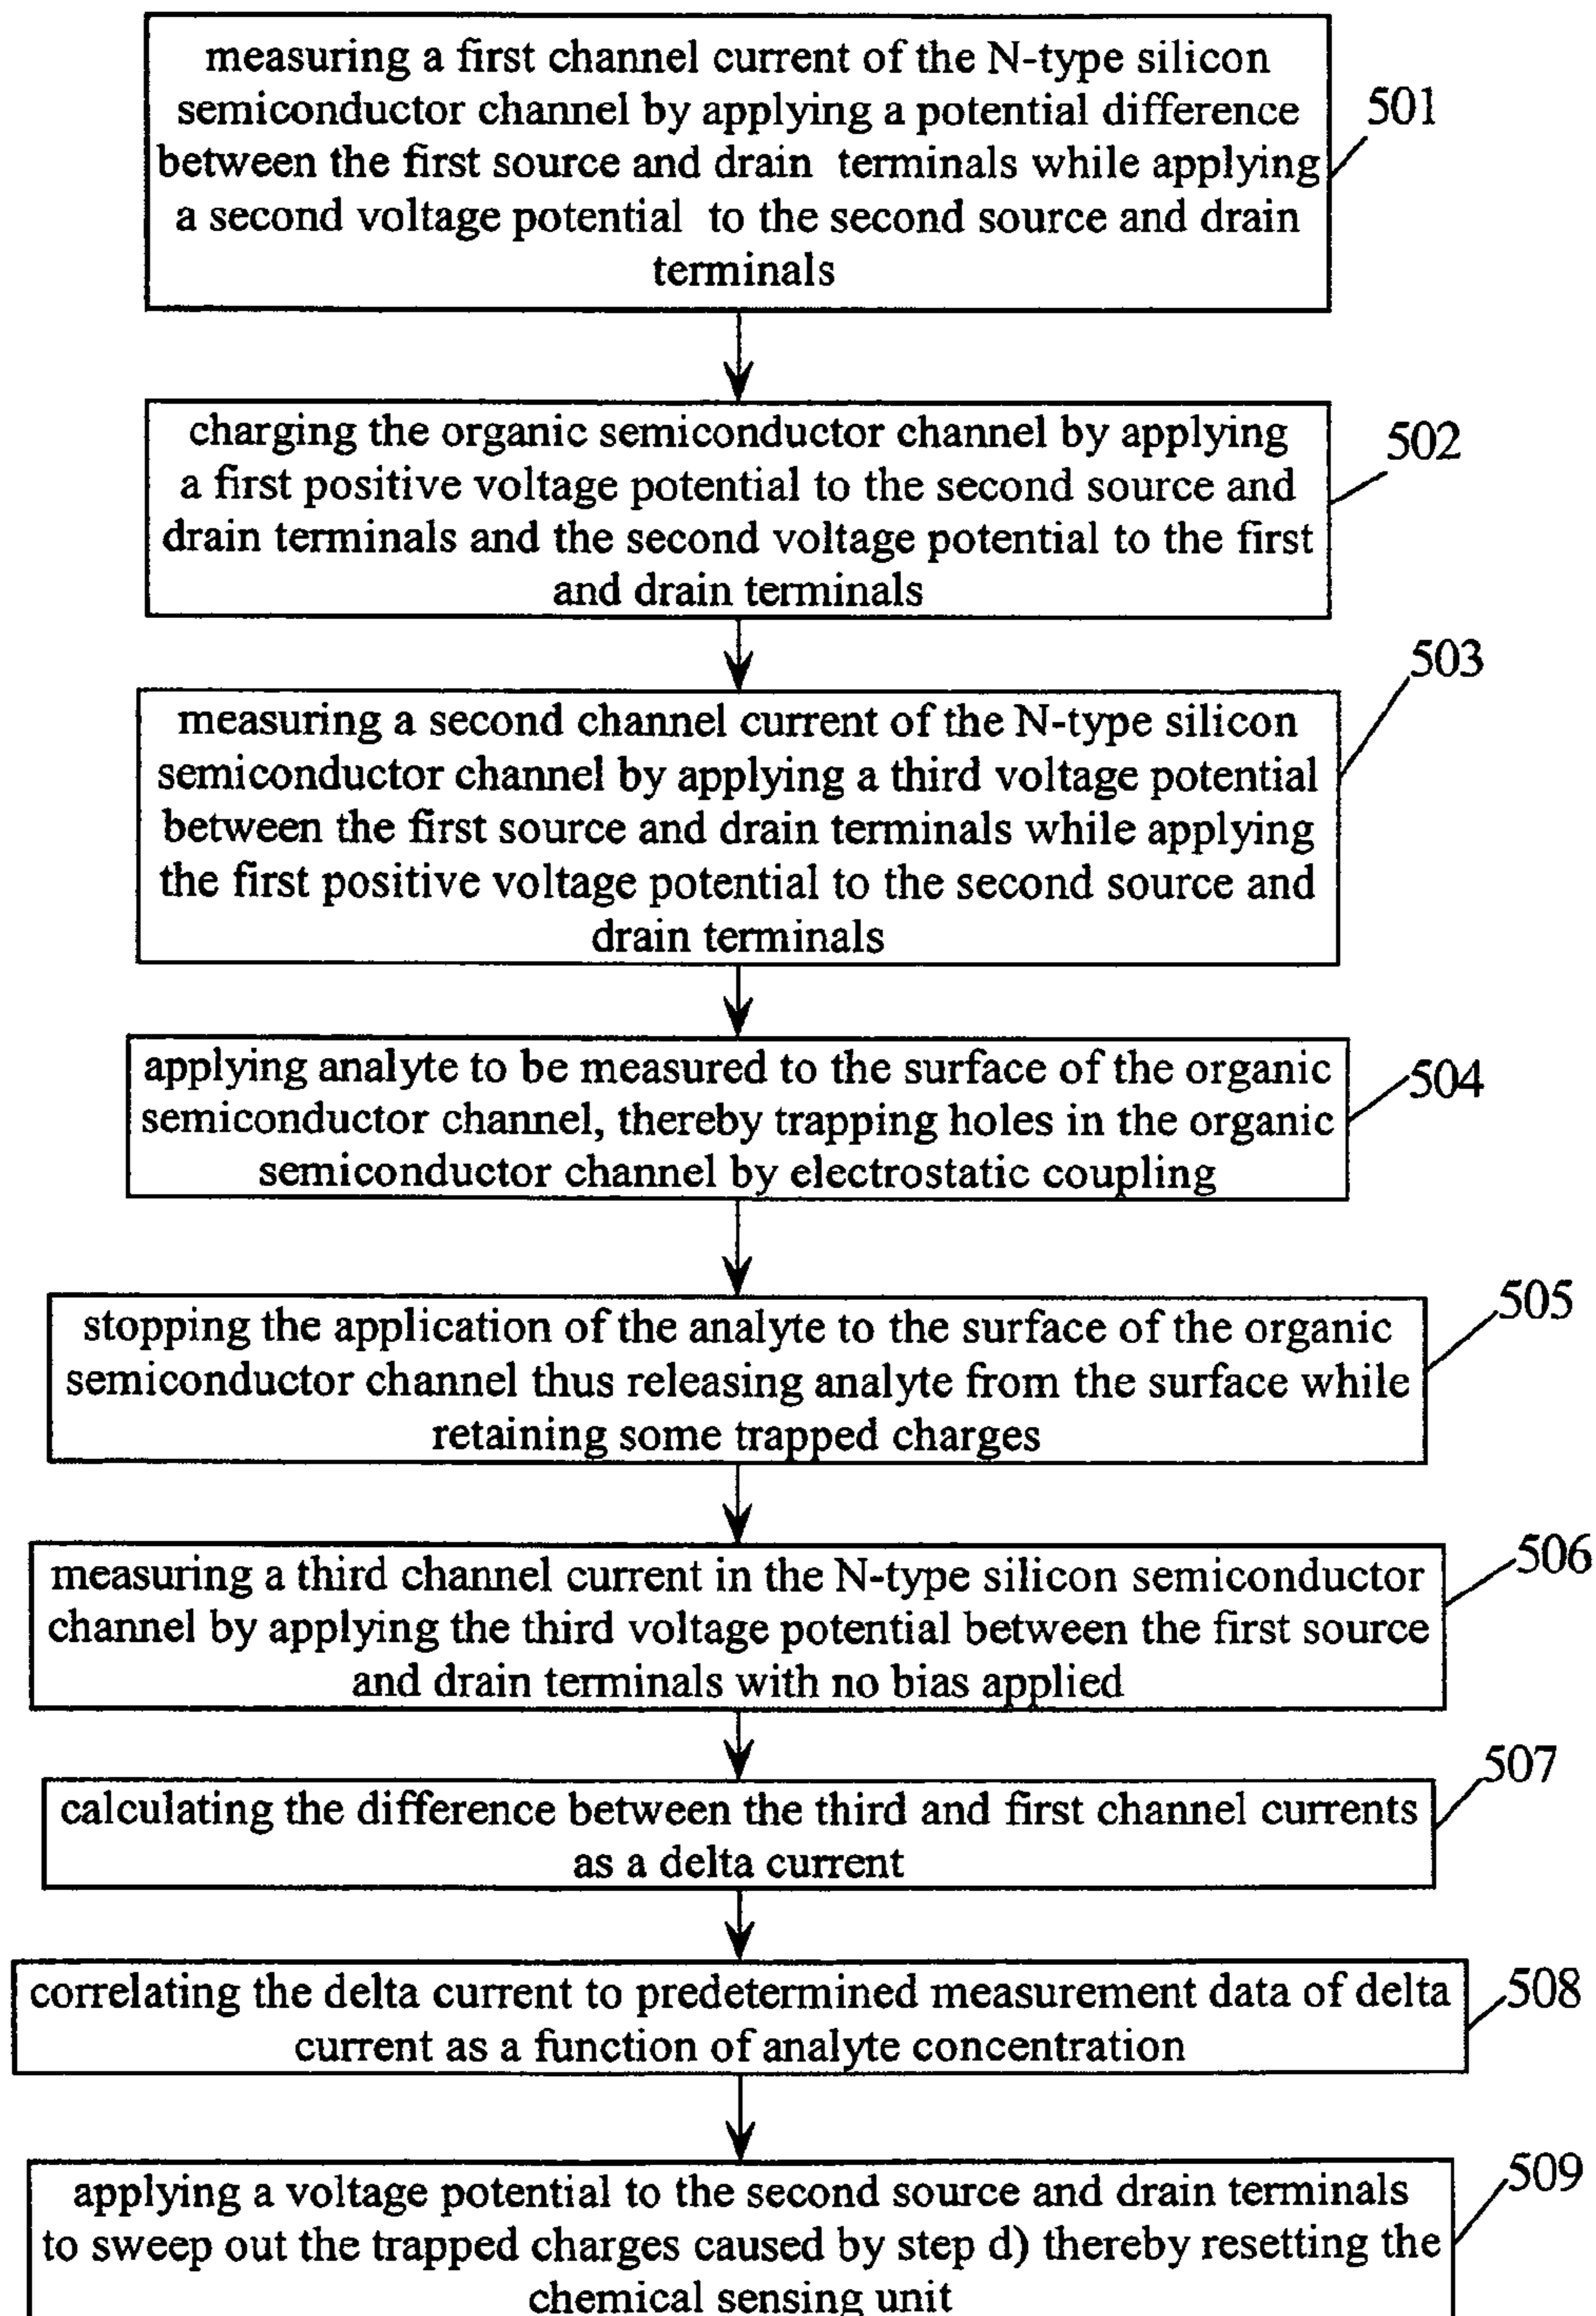 measuring a first channel current of the N-type silicon
semiconductor channel by applying a potential difference
between the first source and drain terminals while applying
a second voltage potential to the second source and drain
terminals
501
charging the organic semiconductor channel by applying
a first positive voltage potential to the second source and
drain terminals and the second voltage potential to the first
and drain terminals
502
measuring a second channel current of the N-type silicon
semiconductor channel by applying a third voltage potential
between the first source and drain terminals while applying
the first positive voltage potential to the second source and
drain terminals
503
applying analyte to be measured to the surface of the organic
semiconductor channel, thereby trapping holes in the organic
semiconductor channel by electrostatic coupling
504
stopping the application of the analyte to the surface of the organic
semiconductor channel thus releasing analyte from the surface while
retaining some trapped charges
505
measuring a third channel current in the N-type silicon semiconductor
channel by applying the third voltage potential between the first source
and drain terminals with no bias applied
506
calculating the difference between the third and first channel currents
as a delta current
507
correlating the delta current to predetermined measurement data of delta
current as a function of analyte concentration
508
applying a voltage potential to the second source and drain terminals
to sweep out the trapped charges caused by step d) thereby resetting the
chemical sensing unit
509